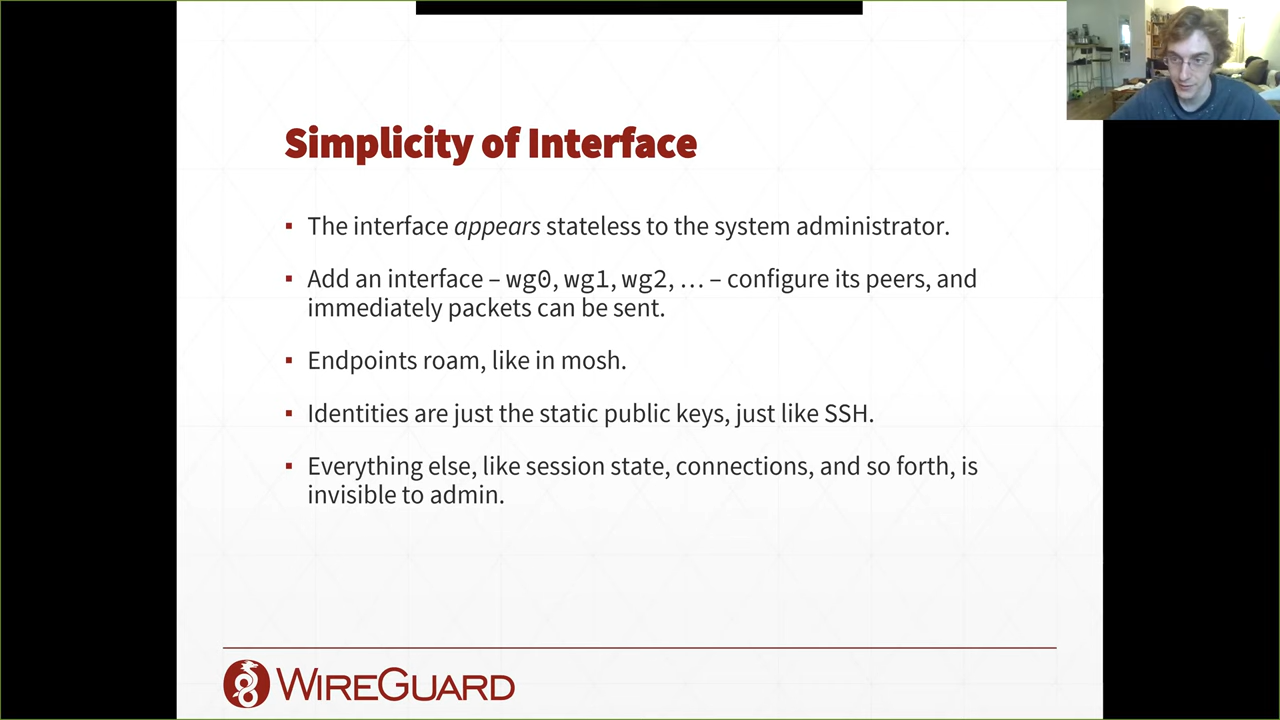 Simplicity of Interface
▪ The interface appears stateless to the system administrator.
▪ Add an interface – wg0, wg1, wg2, … – configure its peers, and
immediately packets can be sent.
▪ Endpoints roam, like in mosh.
▪ Identities are just the static public keys, just like SSH.
▪ Everything else, like session state, connections, and so forth, is
invisible to admin.
WIREGUARD